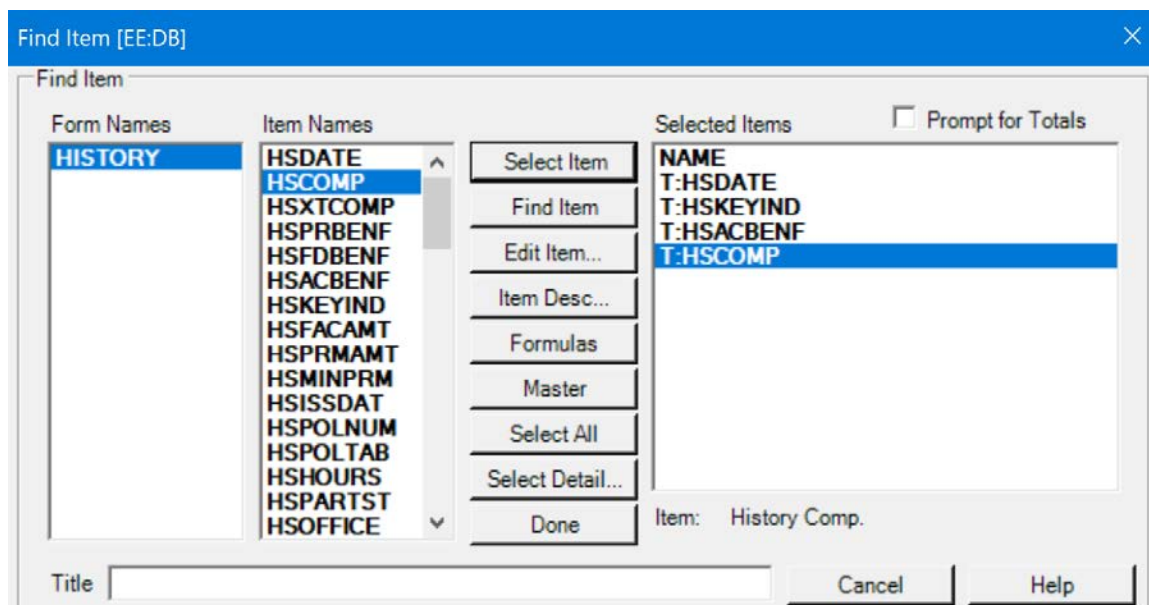 Find Item [EE:DB]
Find Item
Form Names
HISTORY
Item Names
HSDATE
HSCOMP
HSXTCOMP
HSPRBENF
HSFDBENF
HSACBENF
HSKEYIND
HSFACAMT
HSPRMAMT
HSMINPRM
HSISSDAT
HSPOLNUM
HSPOLTAB
HSHOURS
HSPARTST
HSOFFICE
Select Item
Find Item
Edit Item...
Item Desc...
Formulas
Master
Select All
Select Detail...
Done
Selected Items
Prompt for Totals
NAME
T:HSDATE
T:HSKEYIND
T:HSACBENF
T:HSCOMP
Item: History Comp.
Title
Cancel
Help